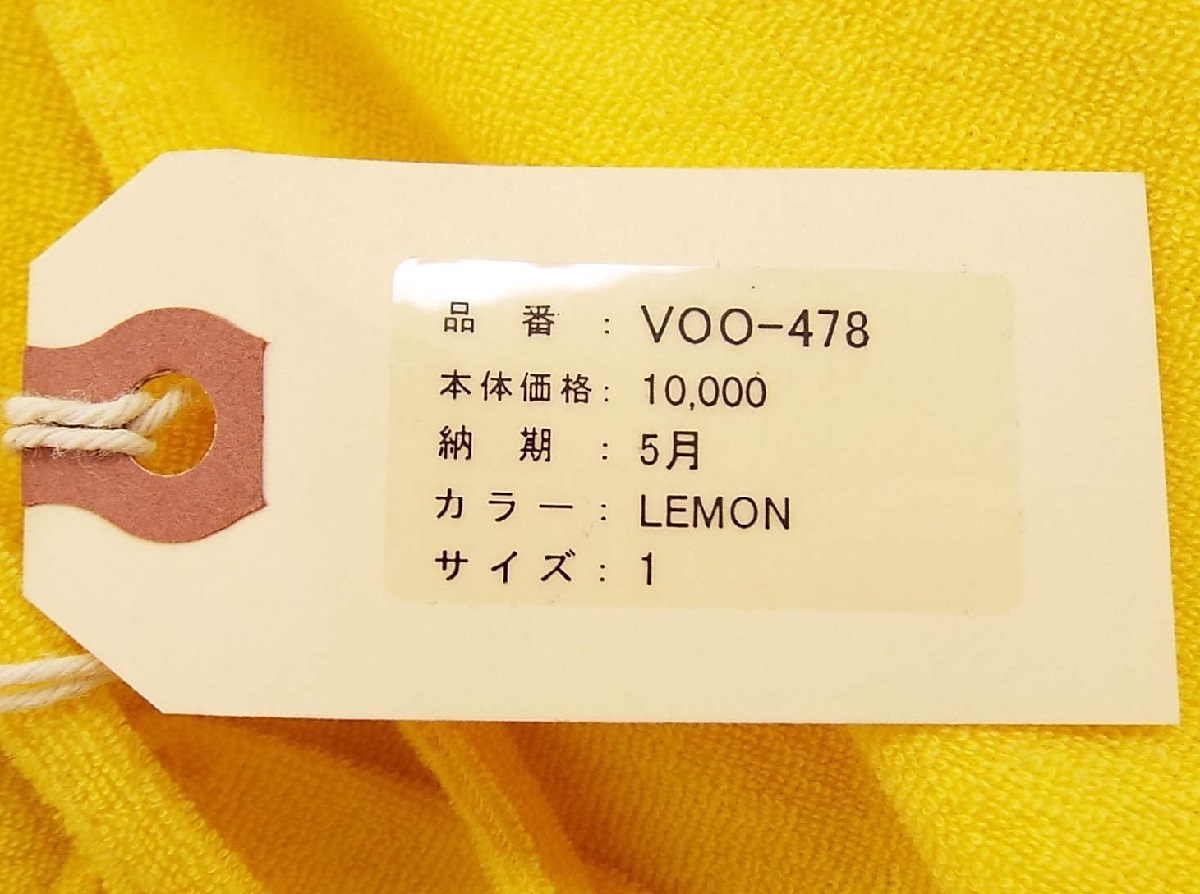 品番：VOO-478
本体価格：10,000
納期：5月
カラー：LEMON
サイズ：1